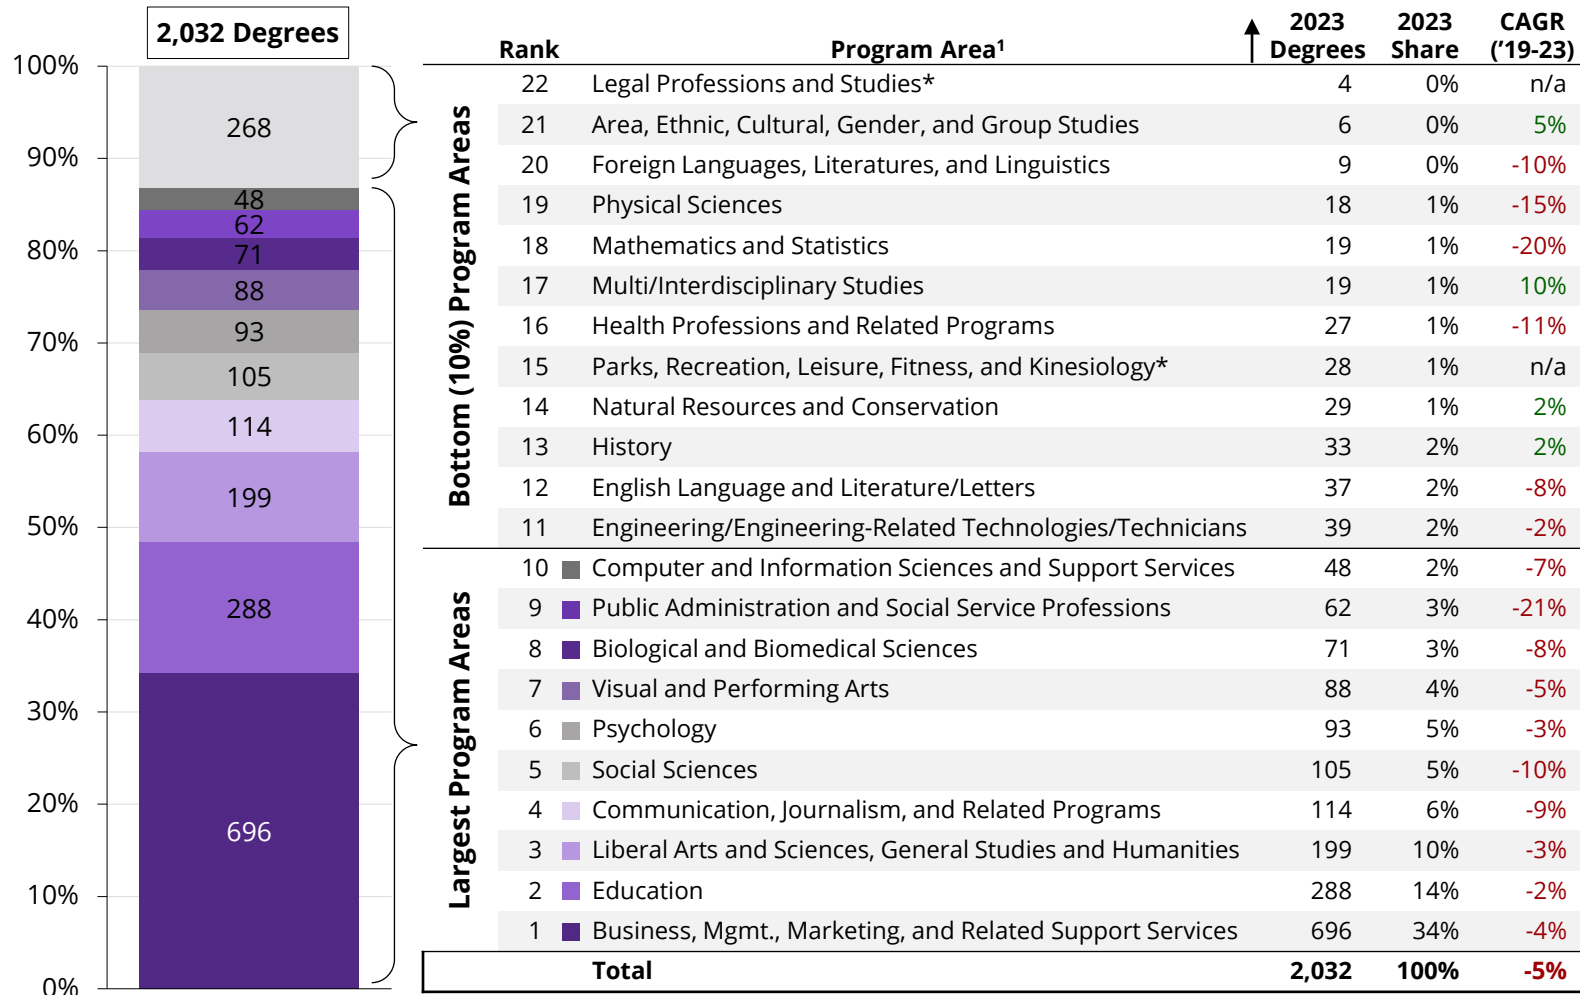 2,032 Degrees
100%
90%
80%
70%
60%
50%
40%
30%
20%
10%
0%
268
48
62
71
88
93
105
114
199
288
696
Rank Program Area¹ 2023 Degrees 2023 Share CAGR ('19-23)
Bottom (10%) Program Areas
22 Legal Professions and Studies* 4 0% n/a
21 Area, Ethnic, Cultural, Gender, and Group Studies 6 0% 5%
20 Foreign Languages, Literatures, and Linguistics 9 0% -10%
19 Physical Sciences 18 1% -15%
18 Mathematics and Statistics 19 1% -20%
17 Multi/Interdisciplinary Studies 19 1% 10%
16 Health Professions and Related Programs 27 1% -11%
15 Parks, Recreation, Leisure, Fitness, and Kinesiology* 28 1% n/a
14 Natural Resources and Conservation 29 1% 2%
13 History 33 2% 2%
12 English Language and Literature/Letters 37 2% -8%
11 Engineering/Engineering-Related Technologies/Technicians 39 2% -2%
Largest Program Areas
10 Computer and Information Sciences and Support Services 48 2% -7%
9 Public Administration and Social Service Professions 62 3% -21%
8 Biological and Biomedical Sciences 71 3% -8%
7 Visual and Performing Arts 88 4% -5%
6 Psychology 93 5% -3%
5 Social Sciences 105 5% -10%
4 Communication, Journalism, and Related Programs 114 6% -9%
3 Liberal Arts and Sciences, General Studies and Humanities 199 10% -3%
2 Education 288 14% -2%
1 Business, Mgmt., Marketing, and Related Support Services 696 34% -4%
Total 2,032 100% -5%